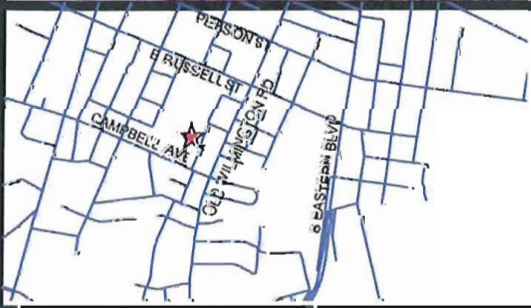 PERSON ST
E RUSSELL ST
OLD WILMINGTON RD
CAMPBELL AVE
S EASTERN BLVD